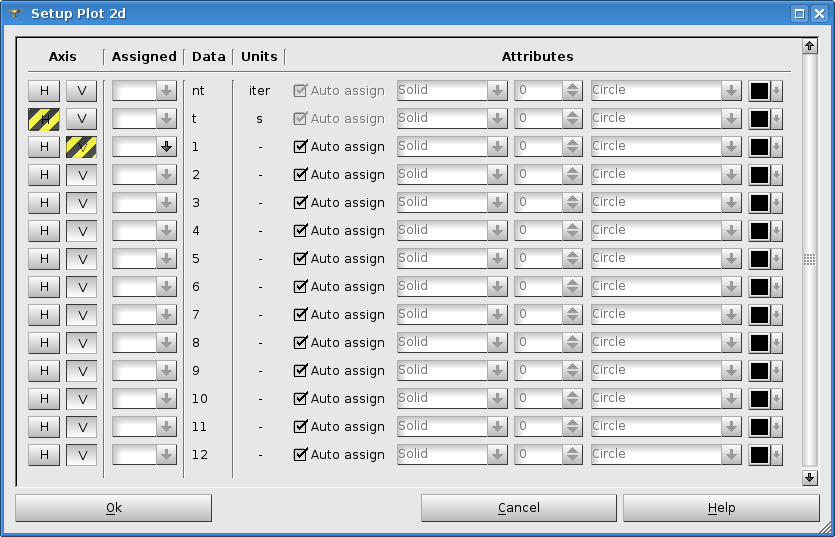 Setup Plot 2d
Axis Assigned Data Units Attributes
H V nt iter Auto assign Solid 0 Circle
H V t s Auto assign Solid 0 Circle
H V 1 - Auto assign Solid 0 Circle
H V 2 - Auto assign Solid 0 Circle
H V 3 - Auto assign Solid 0 Circle
H V 4 - Auto assign Solid 0 Circle
H V 5 - Auto assign Solid 0 Circle
H V 6 - Auto assign Solid 0 Circle
H V 7 - Auto assign Solid 0 Circle
H V 8 - Auto assign Solid 0 Circle
H V 9 - Auto assign Solid 0 Circle
H V 10 - Auto assign Solid 0 Circle
H V 11 - Auto assign Solid 0 Circle
H V 12 - Auto assign Solid 0 Circle
Ok Cancel Help